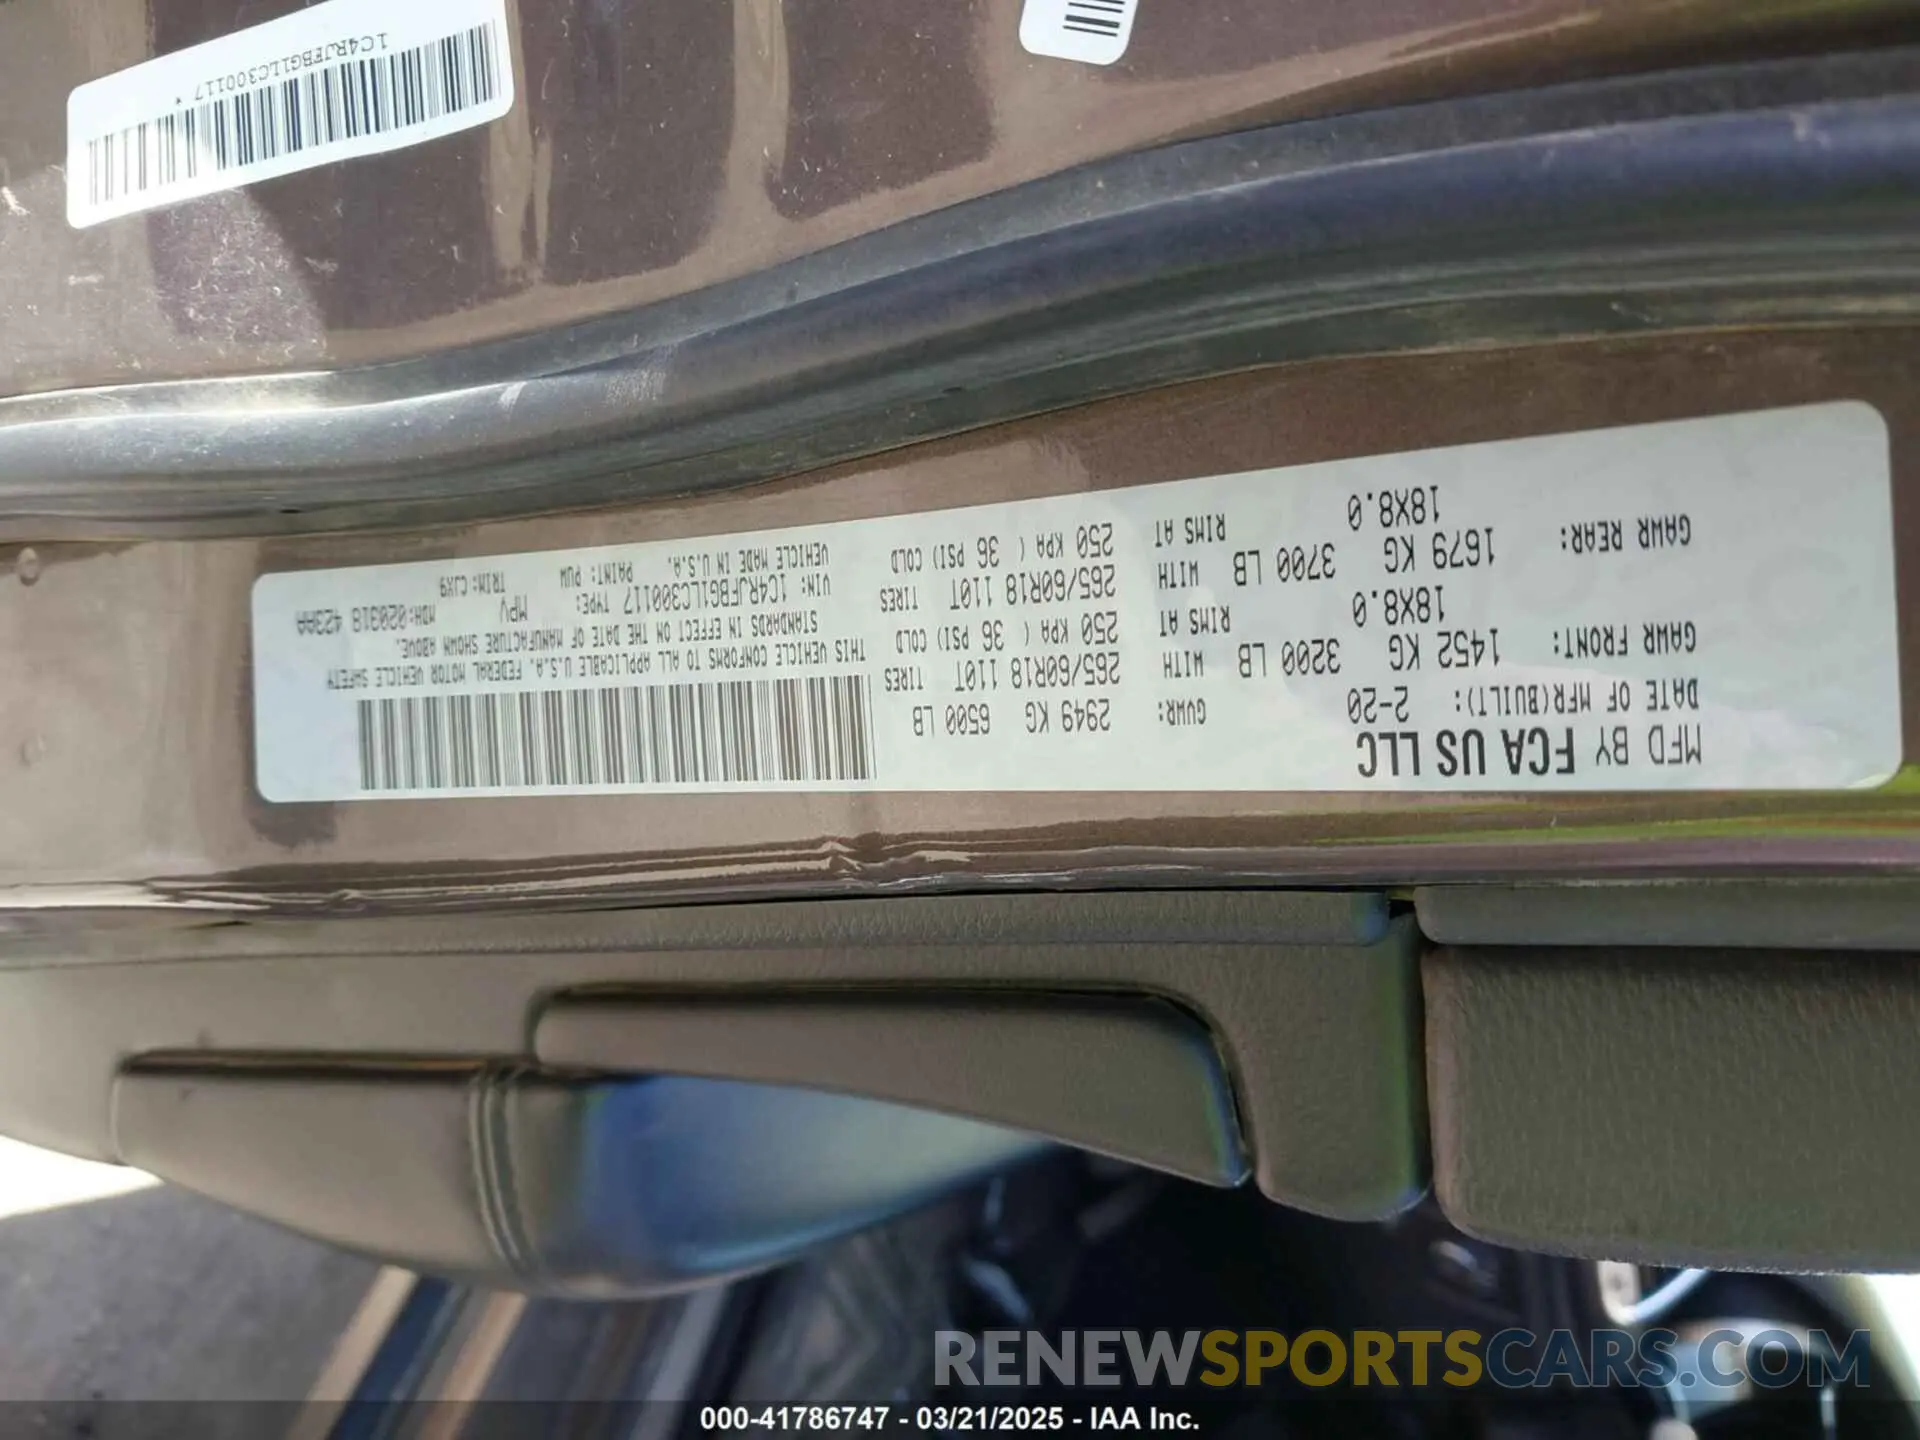 1C4RJFBG1LC300117 *
MFD BY FCA US LLC
DATE OF MFR(BUILT): 2-20
GVWR: 2949 KG 6500 LB
GAWR FRONT: 1452 KG 3200 LB WITH 265/60R18 110T TIRES
18X8.0 RIMS AT 250 KPA ( 36 PSI) COLD
GAWR REAR: 1679 KG 3700 LB WITH 265/60R18 110T TIRES
18X8.0 RIMS AT 250 KPA ( 36 PSI) COLD
THIS VEHICLE CONFORMS TO ALL APPLICABLE U.S.A. FEDERAL MOTOR VEHICLE SAFETY
STANDARDS IN EFFECT ON THE DATE OF MANUFACTURE SHOWN ABOVE.
VIN: 1C4RJFBG1LC300117 TYPE: MPV MDH:020318 423AA
VEHICLE MADE IN U.S.A. PAINT: PUW TRIM: CJX9
RENEWSPORTSCARS.COM
000-41786747 - 03/21/2025 - IAA Inc.